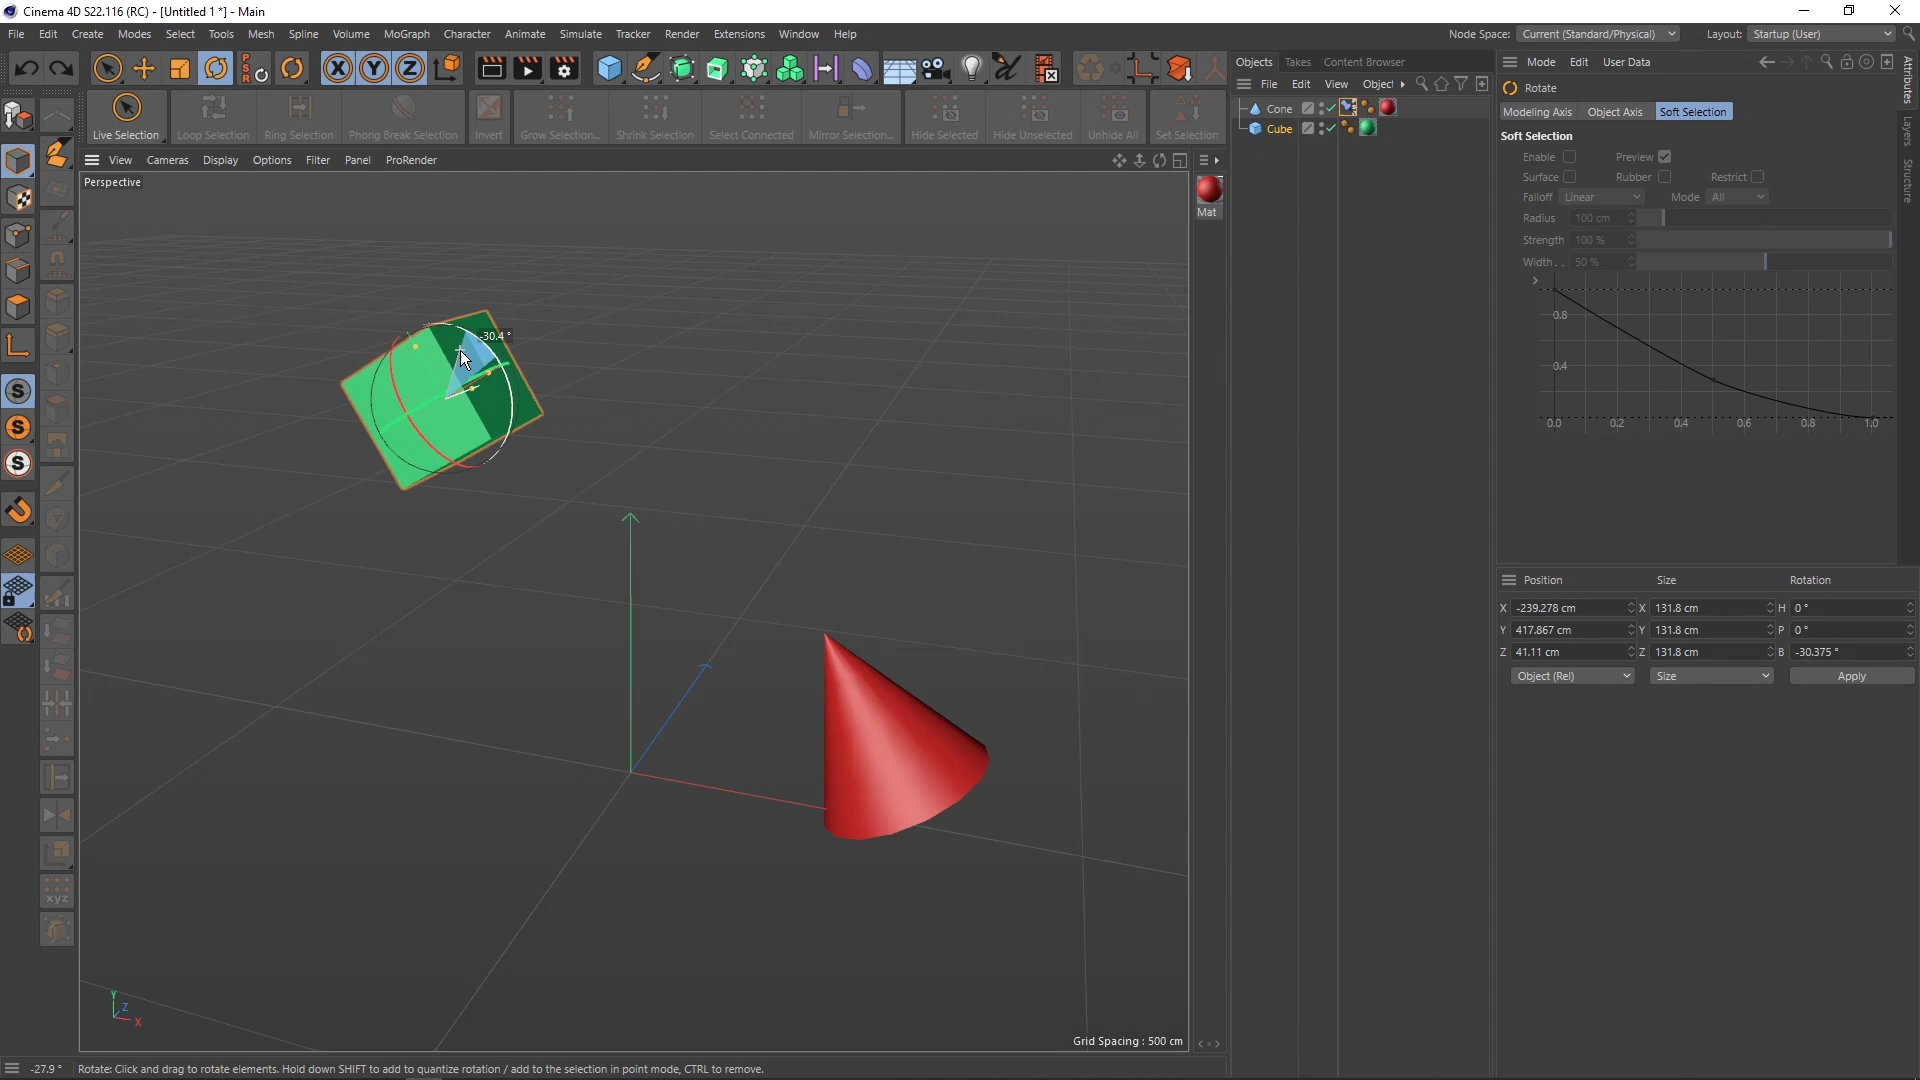 Cinema 4D S22.116 (RC) - [Untitled 1 *] - Main
File Edit Create Modes Select Tools Mesh Spline Volume MoGraph Character Animate Simulate Tracker Render Extensions Window Help
Node Space: Current (Standard/Physical) Layout: Startup (User)
PSR X Y Z
Objects Takes Content Browser
File Edit View Object
Cone
Cube
Live Selection Loop Selection Ring Selection Phong Break Selection Invert Grow Selection... Shrink Selection Select Connected Mirror Selection... Hide Selected Hide Unselected Unhide All Set Selection
View Cameras Display Options Filter Panel ProRender
Perspective
-30.4 °
S
S
S
xyz
Y
Z
X
Grid Spacing : 500 cm
Mat
Mode Edit User Data
Rotate
Modeling Axis Object Axis Soft Selection
Soft Selection
Enable Preview
Surface Rubber Restrict
Falloff Linear Mode All
Radius 100 cm
Strength 100 %
Width . . 50 %
0.8
0.4
0.0 0.2 0.4 0.6 0.8 1.0
Attributes
Layers
Structure
Position Size Rotation
X -239.278 cm X 131.8 cm H 0 °
Y 417.867 cm Y 131.8 cm P 0 °
Z 41.11 cm Z 131.8 cm B -30.375 °
Object (Rel) Size Apply
-27.9 ° Rotate: Click and drag to rotate elements. Hold down SHIFT to add to quantize rotation / add to the selection in point mode, CTRL to remove.